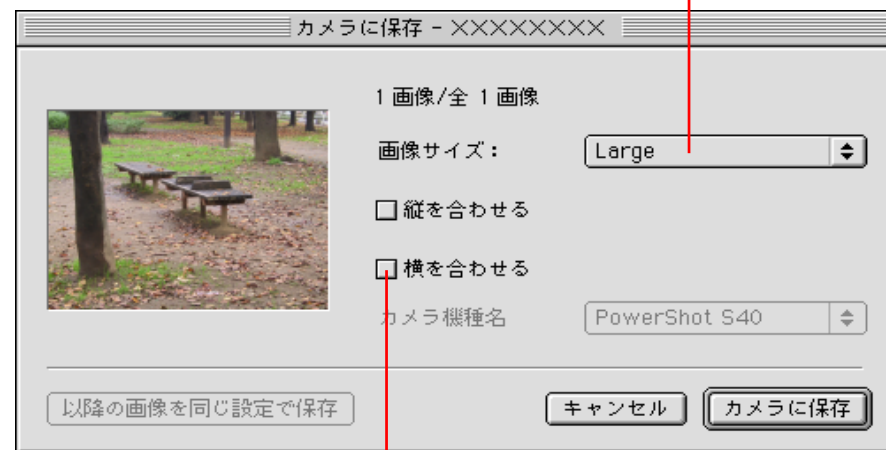 カメラに保存 - XXXXXXXX
1 画像/全 1 画像
画像サイズ： Large
縦を合わせる
横を合わせる
カメラ機種名 PowerShot S40
以降の画像を同じ設定で保存 キャンセル カメラに保存